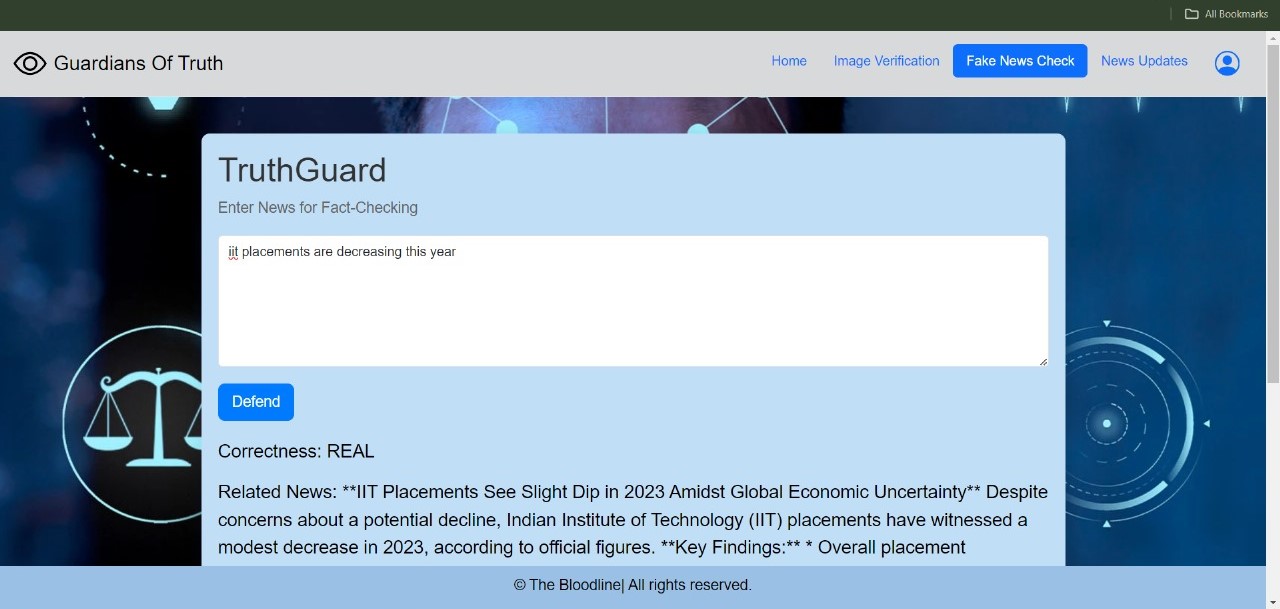 All Bookmarks
Guardians Of Truth
Home Image Verification Fake News Check News Updates
TruthGuard
Enter News for Fact-Checking
iit placements are decreasing this year
Defend
Correctness: REAL
Related News: **IIT Placements See Slight Dip in 2023 Amidst Global Economic Uncertainty** Despite
concerns about a potential decline, Indian Institute of Technology (IIT) placements have witnessed a
modest decrease in 2023, according to official figures. **Key Findings:** * Overall placement
© The Bloodline| All rights reserved.